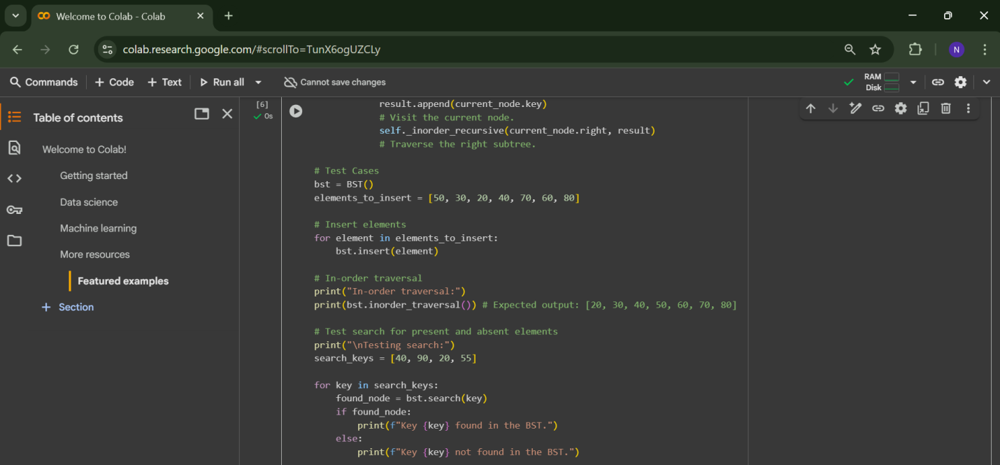 Welcome to Colab - Colab
colab.research.google.com/#scrollTo=TunX6ogUZCLy
N
Commands
+ Code
+ Text
Run all
Cannot save changes
RAM
Disk
Table of contents
Welcome to Colab!
Getting started
Data science
Machine learning
More resources
Featured examples
+ Section
[6]
0s
result.append(current_node.key)
# Visit the current node.
self._inorder_recursive(current_node.right, result)
# Traverse the right subtree.
# Test Cases
bst = BST()
elements_to_insert = [50, 30, 20, 40, 70, 60, 80]
# Insert elements
for element in elements_to_insert:
bst.insert(element)
# In-order traversal
print("In-order traversal:")
print(bst.inorder_traversal()) # Expected output: [20, 30, 40, 50, 60, 70, 80]
# Test search for present and absent elements
print("\nTesting search:")
search_keys = [40, 90, 20, 55]
for key in search_keys:
found_node = bst.search(key)
if found_node:
print(f"Key {key} found in the BST.")
else:
print(f"Key {key} not found in the BST.")